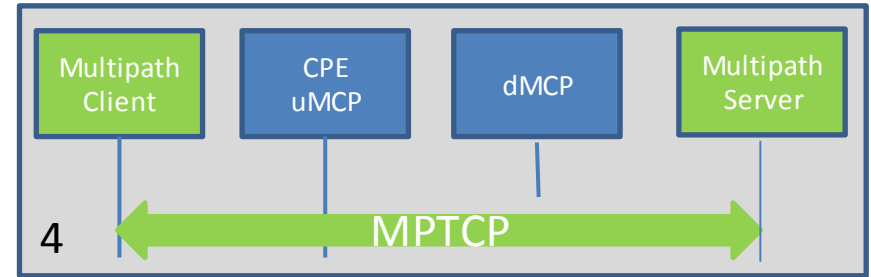 Multipath
Client
CPE
uMCP
dMCP
Multipath
Server
MPTCP
4